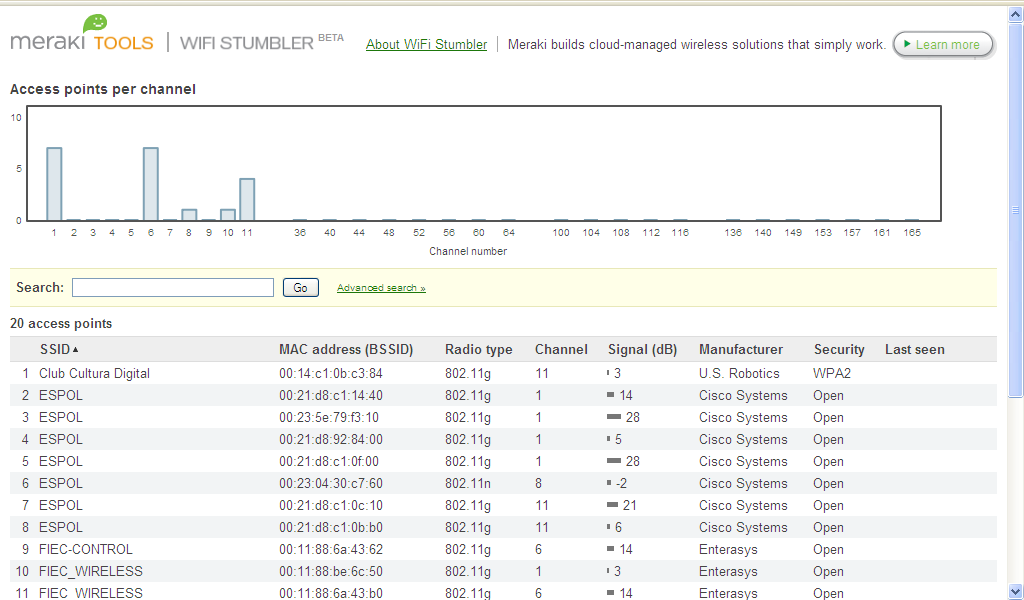 meraki TOOLS | WIFI STUMBLER BETA About WiFi Stumbler | Meraki builds cloud-managed wireless solutions that simply work. Learn more
Access points per channel
10
5
0
1 2 3 4 5 6 7 8 9 10 11 36 40 44 48 52 56 60 64 100 104 108 112 116 136 140 149 153 157 161 165
Channel number
Search: Go Advanced search »
20 access points
SSID▲ MAC address (BSSID) Radio type Channel Signal (dB) Manufacturer Security Last seen
1 Club Cultura Digital 00:14:c1:0b:c3:84 802.11g 11 3 U.S. Robotics WPA2
2 ESPOL 00:21:d8:c1:14:40 802.11g 1 14 Cisco Systems Open
3 ESPOL 00:23:5e:79:f3:10 802.11g 1 28 Cisco Systems Open
4 ESPOL 00:21:d8:92:84:00 802.11g 1 5 Cisco Systems Open
5 ESPOL 00:21:d8:c1:0f:00 802.11g 1 28 Cisco Systems Open
6 ESPOL 00:23:04:30:c7:60 802.11n 8 -2 Cisco Systems Open
7 ESPOL 00:21:d8:c1:0c:10 802.11g 11 21 Cisco Systems Open
8 ESPOL 00:21:d8:c1:0b:b0 802.11g 11 6 Cisco Systems Open
9 FIEC-CONTROL 00:11:88:6a:43:62 802.11g 6 14 Enterasys Open
10 FIEC_WIRELESS 00:11:88:be:6c:50 802.11g 1 3 Enterasys Open
11 FIEC_WIRELESS 00:11:88:6a:43:b0 802.11g 6 14 Enterasys Open